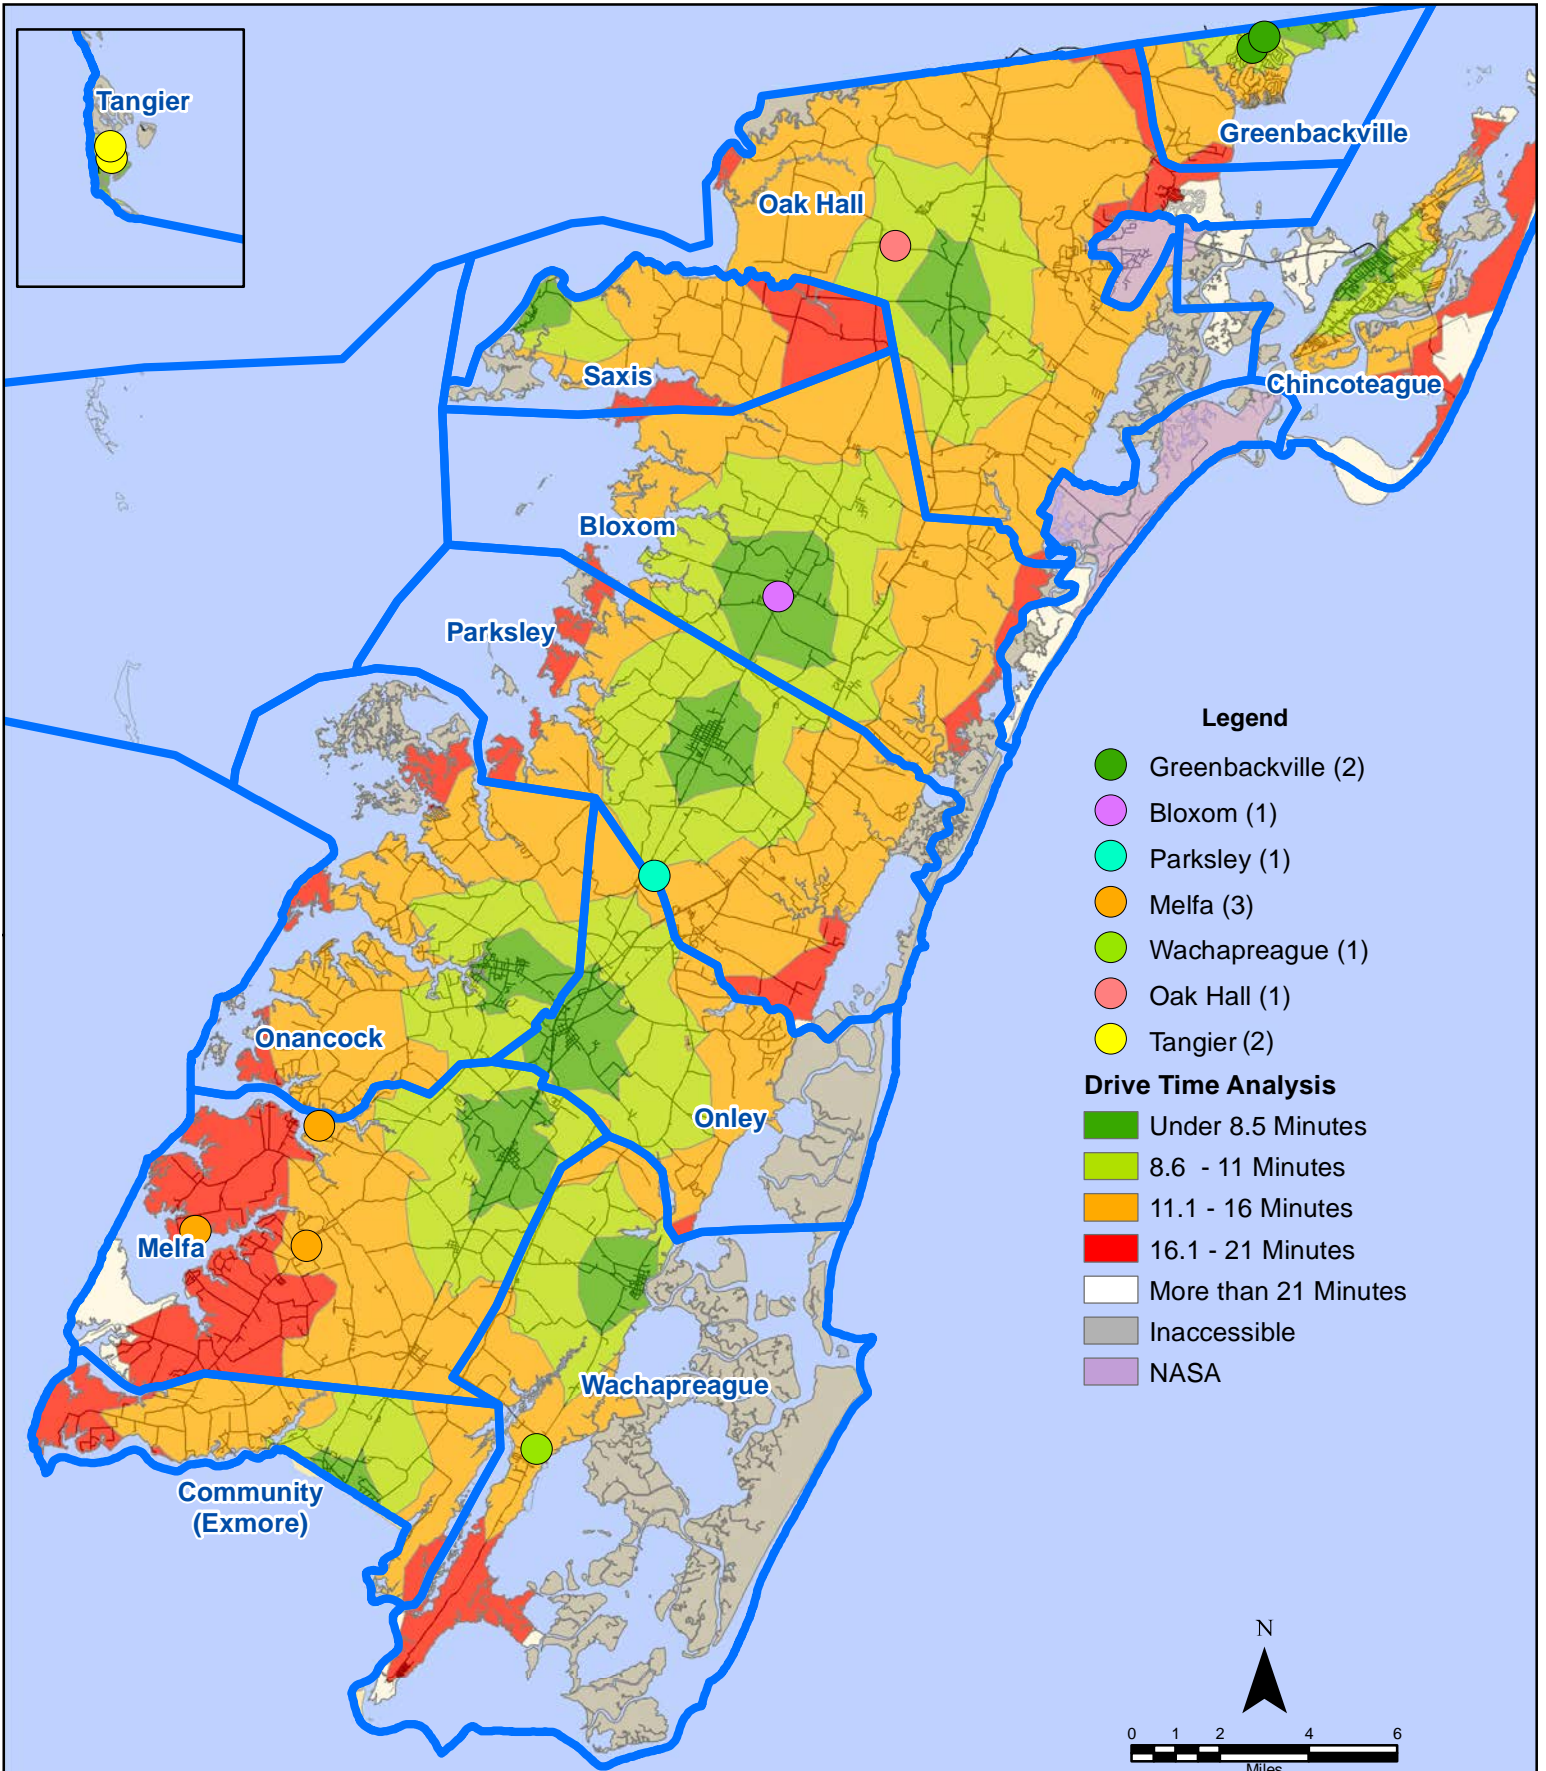 Tangier
Greenbackville
Oak Hall
Saxis
Chincoteague
Bloxom
Parksley
Onancock
Onley
Melfa
Wachapreague
Community
(Exmore)
Legend
Greenbackville (2)
Bloxom (1)
Parksley (1)
Melfa (3)
Wachapreague (1)
Oak Hall (1)
Tangier (2)
Drive Time Analysis
Under 8.5 Minutes
8.6 - 11 Minutes
11.1 - 16 Minutes
16.1 - 21 Minutes
More than 21 Minutes
Inaccessible
NASA
N
0 1 2 4 6
Miles